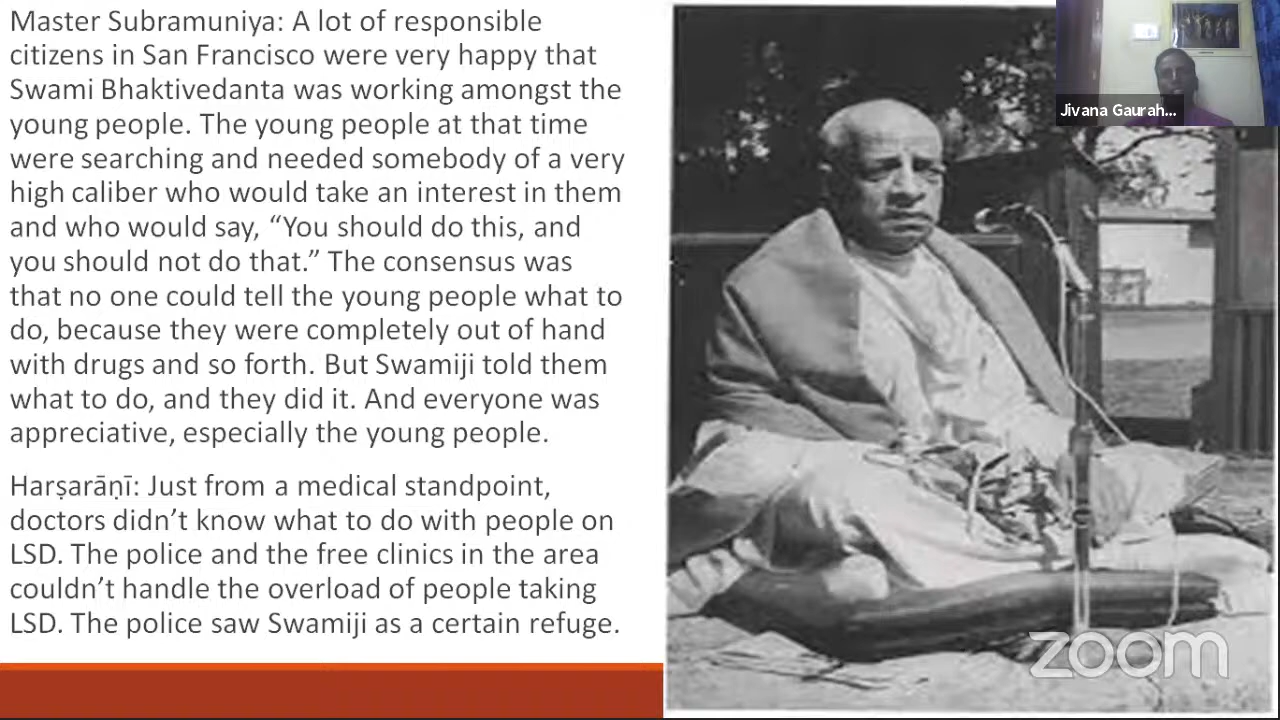 Master Subramuniya: A lot of responsible
citizens in San Francisco were very happy that
Swami Bhaktivedanta was working amongst the
young people. The young people at that time
were searching and needed somebody of a very
high caliber who would take an interest in them
and who would say, “You should do this, and
you should not do that.” The consensus was
that no one could tell the young people what to
do, because they were completely out of hand
with drugs and so forth. But Swamiji told them
what to do, and they did it. And everyone was
appreciative, especially the young people.
Harṣarāṇī: Just from a medical standpoint,
doctors didn’t know what to do with people on
LSD. The police and the free clinics in the area
couldn’t handle the overload of people taking
LSD. The police saw Swamiji as a certain refuge.
Jivana Gaurah...
zoom